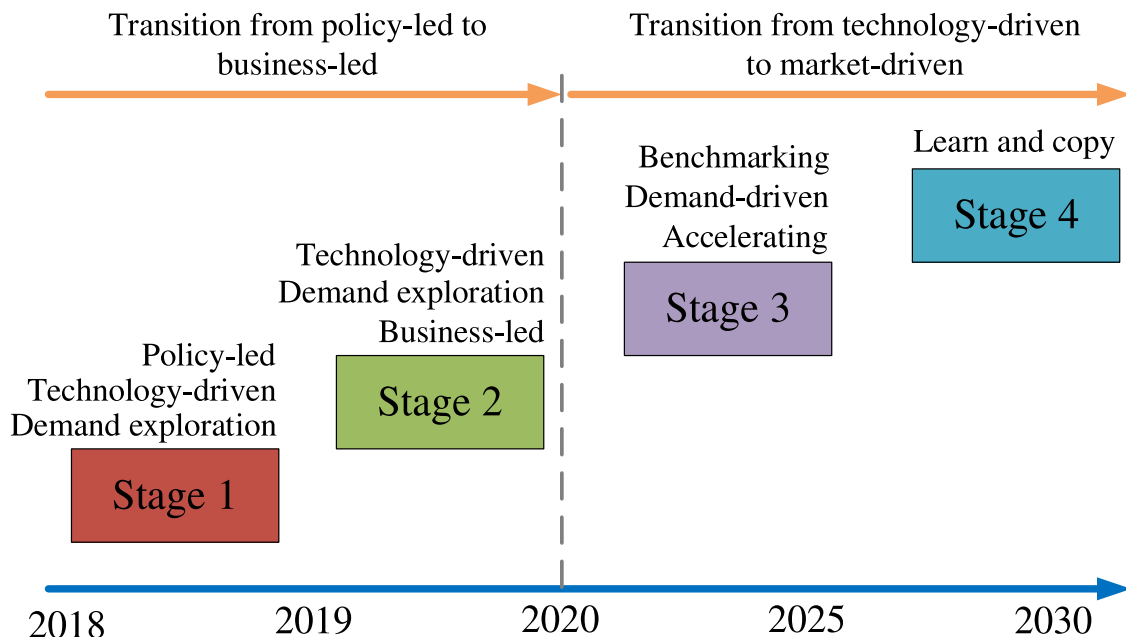 Transition from policy-led to
business-led
Transition from technology-driven
to market-driven
Learn and copy
Stage 4
Benchmarking
Demand-driven
Accelerating
Stage 3
Technology-driven
Demand exploration
Business-led
Stage 2
Policy-led
Technology-driven
Demand exploration
Stage 1
2018
2019
2020
2025
2030